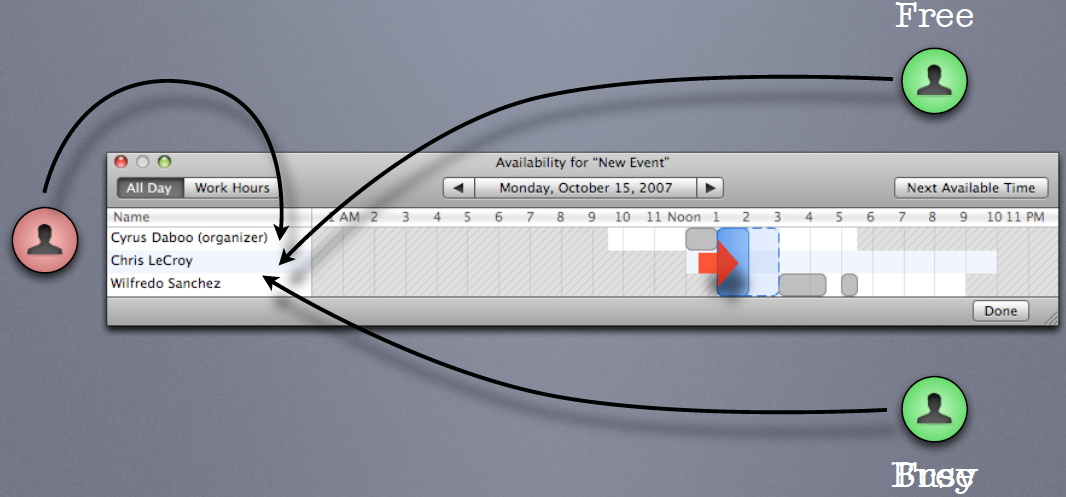 Free
Availability for “New Event”
All Day Work Hours Monday, October 15, 2007 Next Available Time
Name 1 AM 2 3 4 5 6 7 8 9 10 11 Noon 1 2 3 4 5 6 7 8 9 10 11 PM
Cyrus Daboo (organizer)
Chris LeCroy
Wilfredo Sanchez
Done